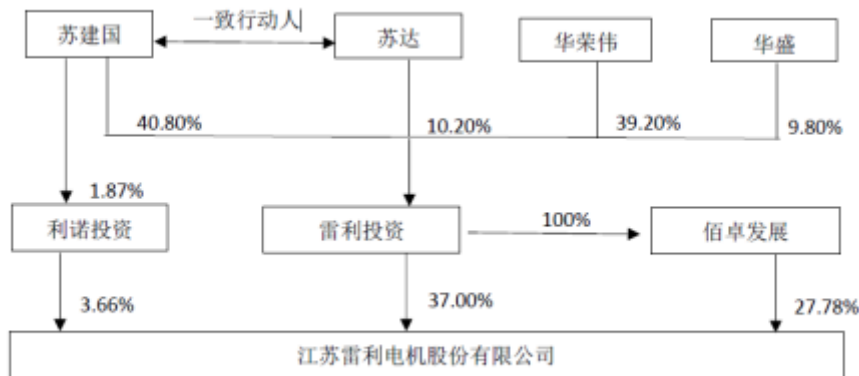 苏建国
一致行动人
苏达
华荣伟
华盛
40.80%
10.20%
39.20%
9.80%
1.87%
利诺投资
雷利投资
100%
佰卓发展
3.66%
37.00%
27.78%
江苏雷利电机股份有限公司